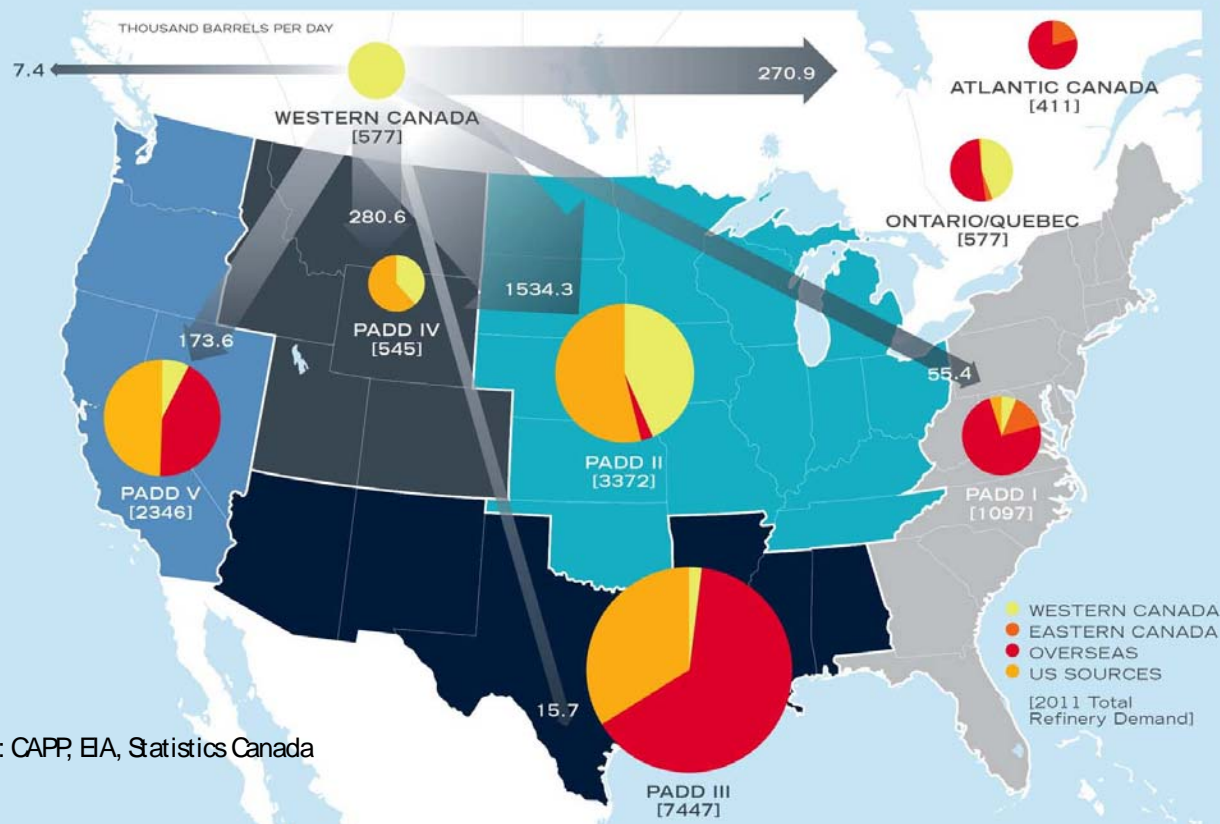 THOUSAND BARRELS PER DAY
7.4
270.9
WESTERN CANADA
[577]
ATLANTIC CANADA
[411]
ONTARIO/QUEBEC
[577]
280.6
1534.3
PADD IV
[545]
173.6
55.4
PADD V
[2346]
PADD II
[3372]
PADD I
[1097]
15.7
PADD III
[7447]
WESTERN CANADA
EASTERN CANADA
OVERSEAS
US SOURCES
[2011 Total
Refinery Demand]
: CAPP, EIA, Statistics Canada